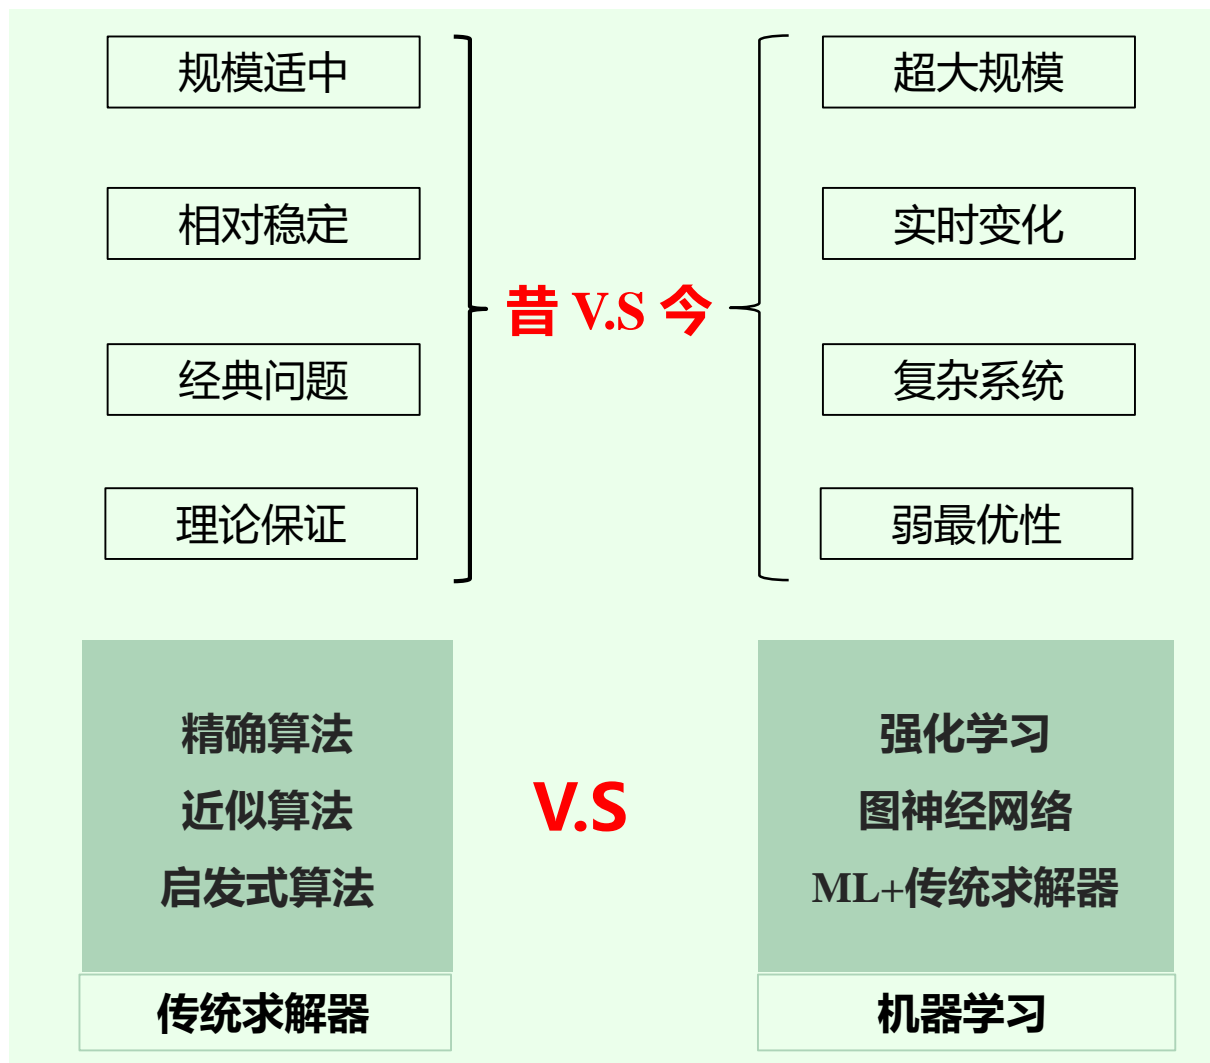 规模适中
相对稳定
经典问题
理论保证
昔 V.S 今
超大规模
实时变化
复杂系统
弱最优性
精确算法
近似算法
启发式算法
传统求解器
V.S
强化学习
图神经网络
ML+传统求解器
机器学习